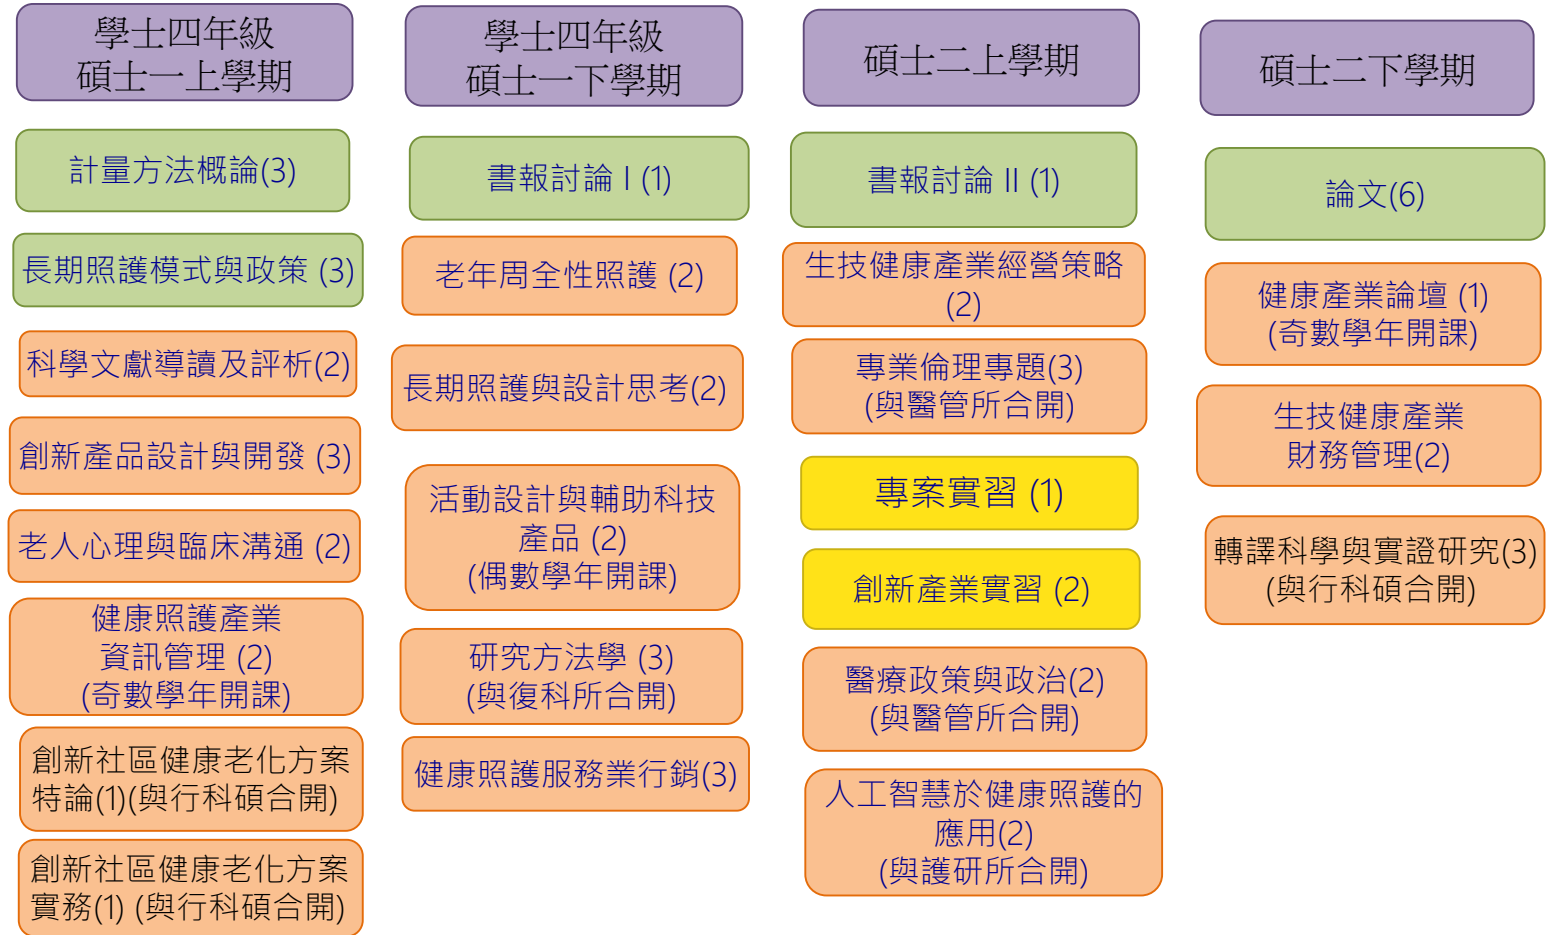 學士四年級
碩士一上學期
計量方法概論(3)
長期照護模式與政策 (3)
科學文獻導讀及評析(2)
創新產品設計與開發 (3)
老人心理與臨床溝通 (2)
健康照護產業
資訊管理 (2)
(奇數學年開課)
創新社區健康老化方案
特論(1)(與行科碩合開)
創新社區健康老化方案
實務(1) (與行科碩合開)
學士四年級
碩士一下學期
書報討論 I (1)
老年周全性照護 (2)
長期照護與設計思考(2)
活動設計與輔助科技
產品 (2)
(偶數學年開課)
研究方法學 (3)
(與復科所合開)
健康照護服務業行銷(3)
碩士二上學期
書報討論 II (1)
生技健康產業經營策略
(2)
專業倫理專題(3)
(與醫管所合開)
專案實習 (1)
創新產業實習 (2)
醫療政策與政治(2)
(與醫管所合開)
人工智慧於健康照護的
應用(2)
(與護研所合開)
碩士二下學期
論文(6)
健康產業論壇 (1)
(奇數學年開課)
生技健康產業
財務管理(2)
轉譯科學與實證研究(3)
(與行科碩合開)